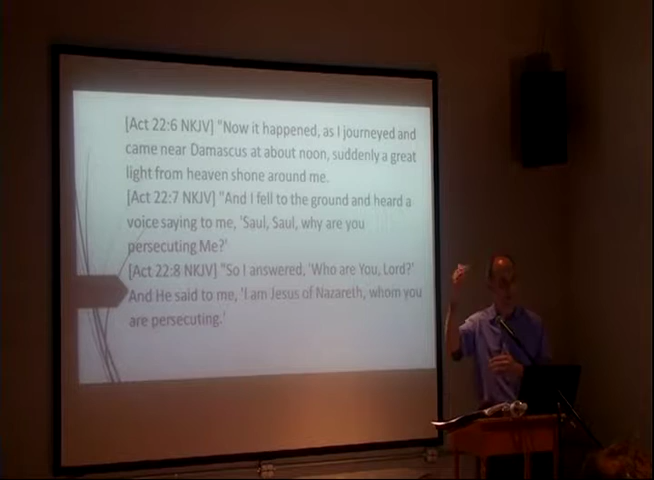 [Act 22:6 NKJV] "Now it happened, as I journeyed and
came near Damascus at about noon, suddenly a great
light from heaven shone around me.
[Act 22:7 NKJV] "And I fell to the ground and heard a
voice saying to me, 'Saul, Saul, why are you
persecuting Me?'
[Act 22:8 NKJV] "So I answered, 'Who are You, Lord?'
And He said to me, 'I am Jesus of Nazareth, whom you
are persecuting.'